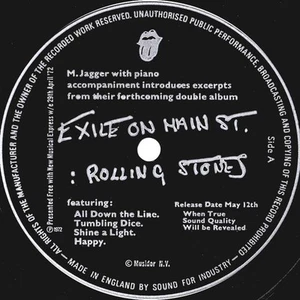 ALL RIGHTS OF THE MANUFACTURER AND THE OWNER OF THE RECORDED WORK RESERVED. UNAUTHORISED PUBLIC PERFORMANCE, BROADCASTING AND COPYING OF THIS RECORD PROHIBITED
Presented Free with New Musical Express w/e 29th April '72
M. Jagger with piano
accompaniment introduces excerpts
from their forthcoming double album
EXILE ON MAIN ST.
: ROLLING STONES
Side A
featuring:
All Down the Line.
Tumbling Dice.
Shine a Light.
Happy.
Release Date May 12th
When True
Sound Quality
Will be Revealed
℗ 1972
© Musidor N.V.
MADE IN ENGLAND BY SOUND FOR INDUSTRY